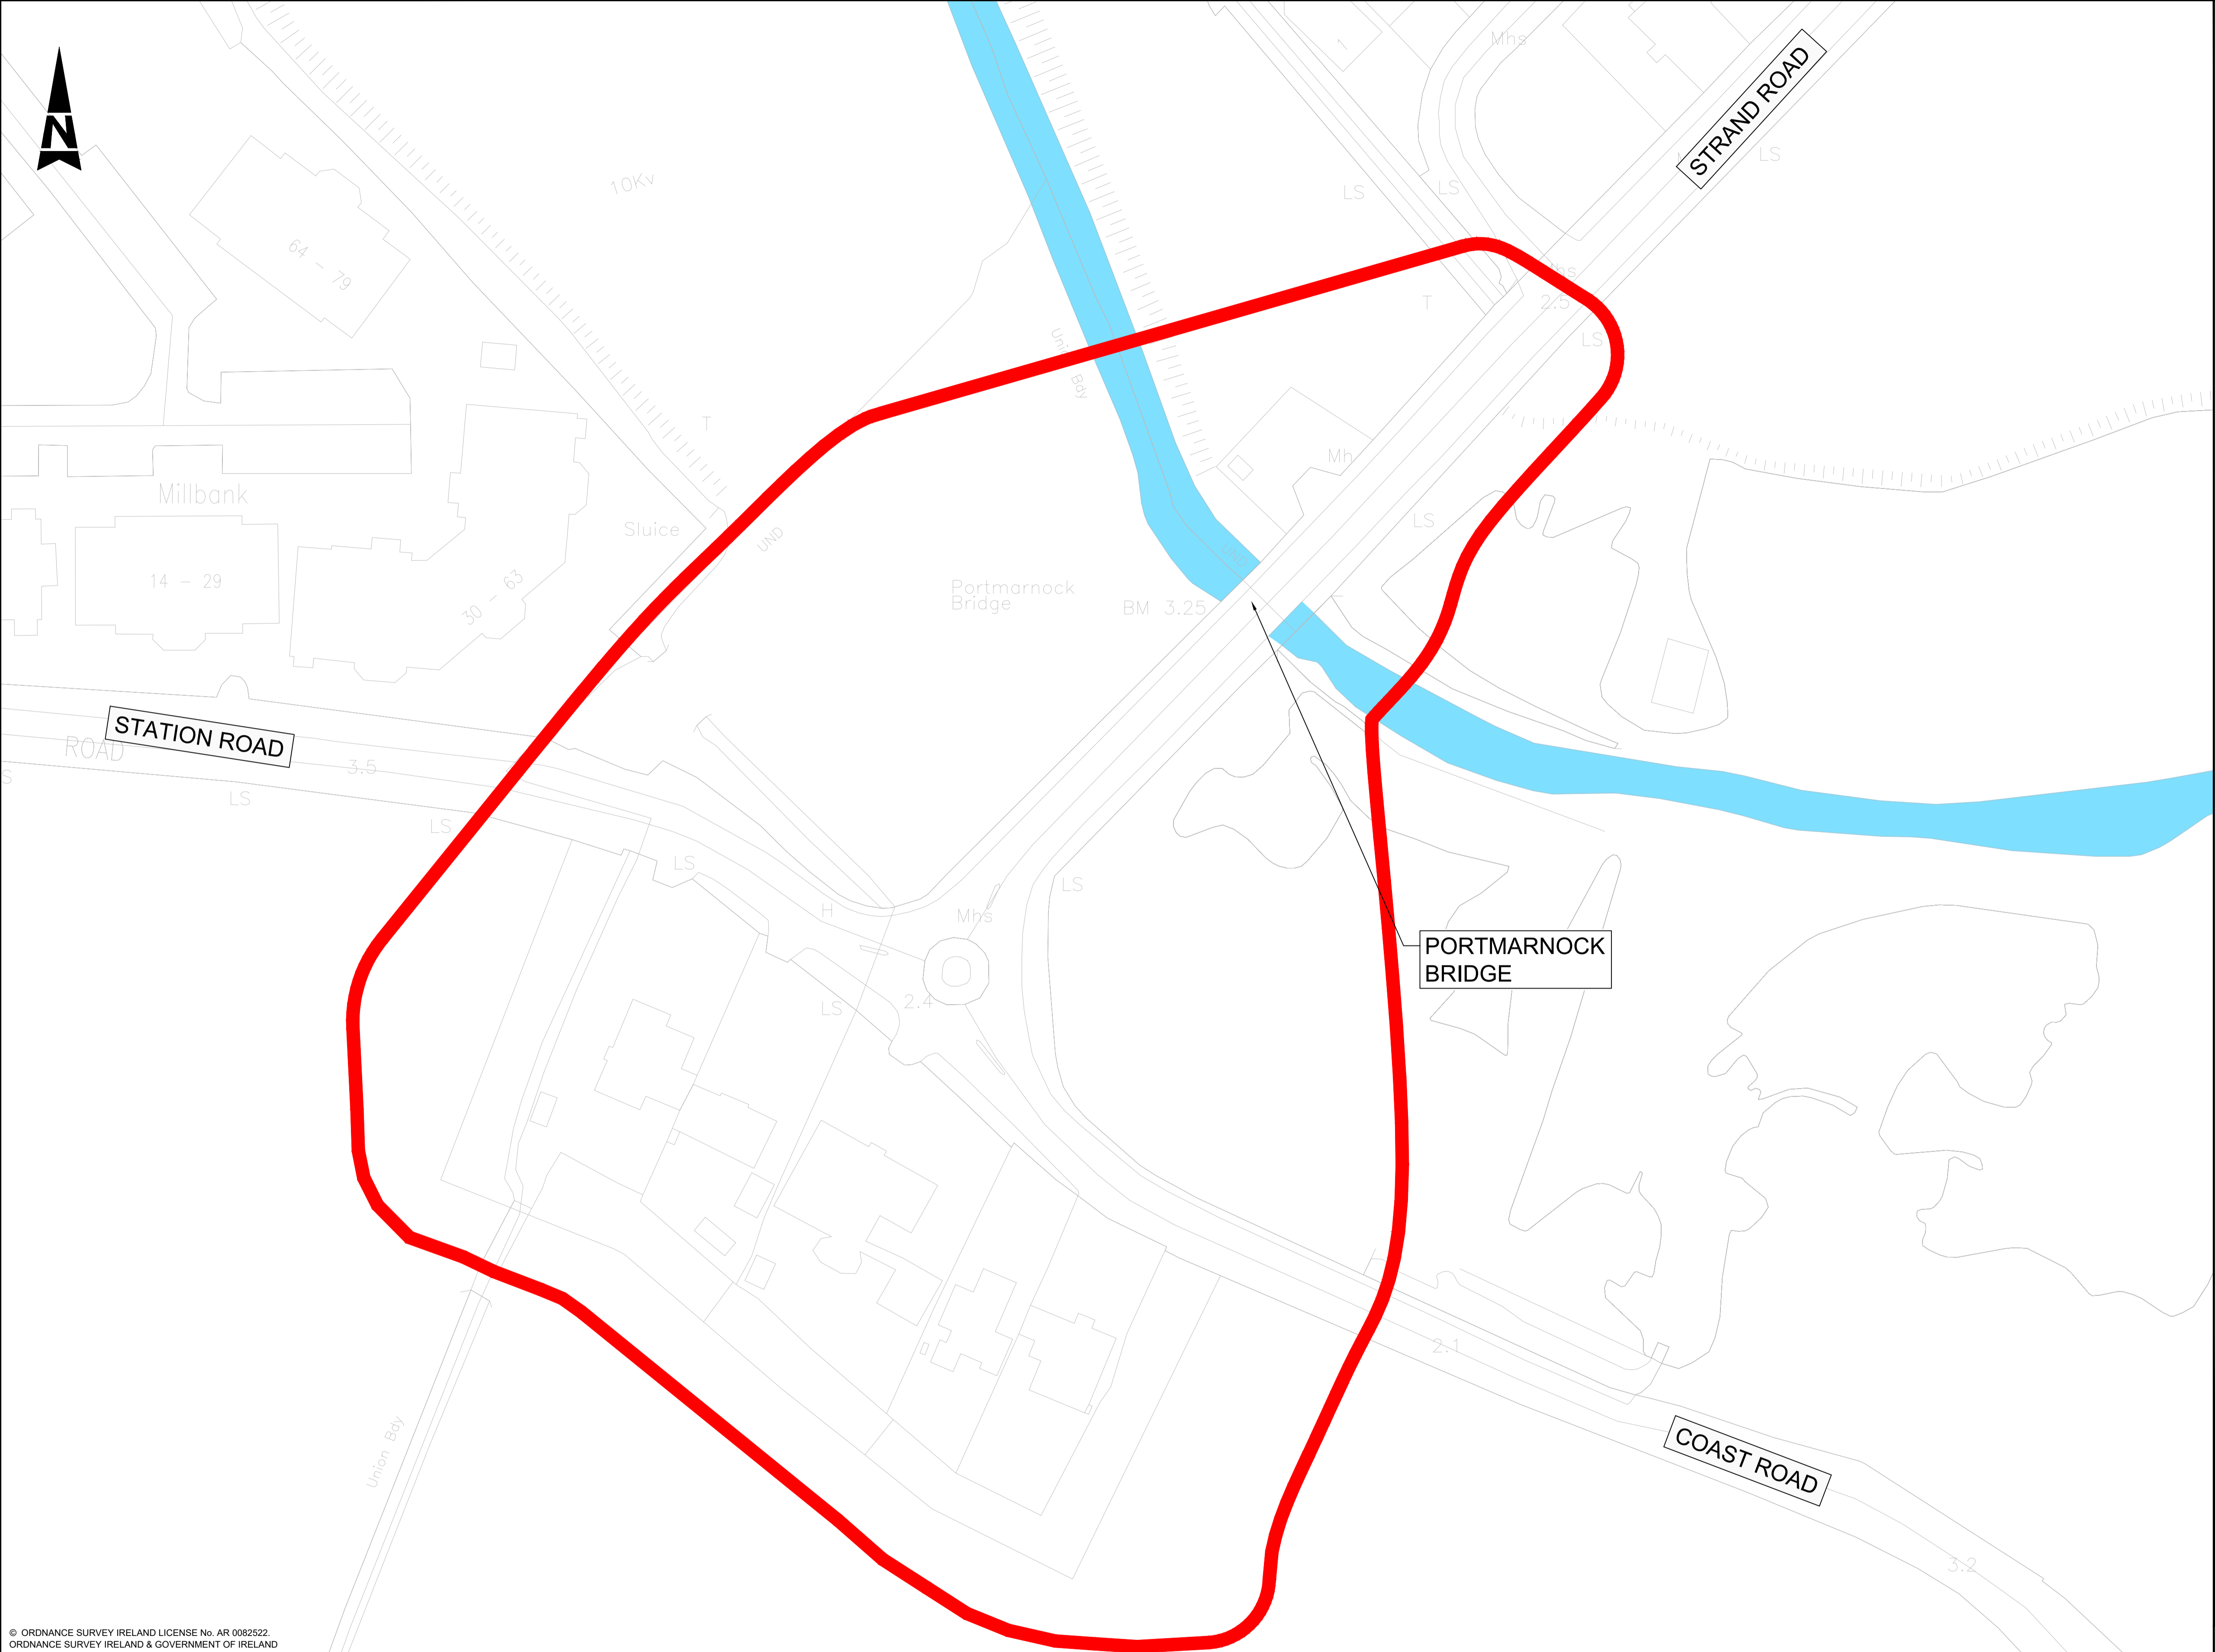 N
1
Mhs
STRAND ROAD
LS
10Kv
LS
LS
64 - 79
Mhs
2.5
T
LS
Union Bdy
T
Mh
Millbank
LS
Sluice
UND
UND
14 - 29
30 - 63
Portmarnock
Bridge
BM 3.25
STATION ROAD
ROAD
3.5
S
LS
LS
LS
LS
H
Mhs
PORTMARNOCK
BRIDGE
LS
2.4
2.1
Union Bdy
COAST ROAD
3.2
© ORDNANCE SURVEY IRELAND LICENSE No. AR 0082522.
ORDNANCE SURVEY IRELAND & GOVERNMENT OF IRELAND